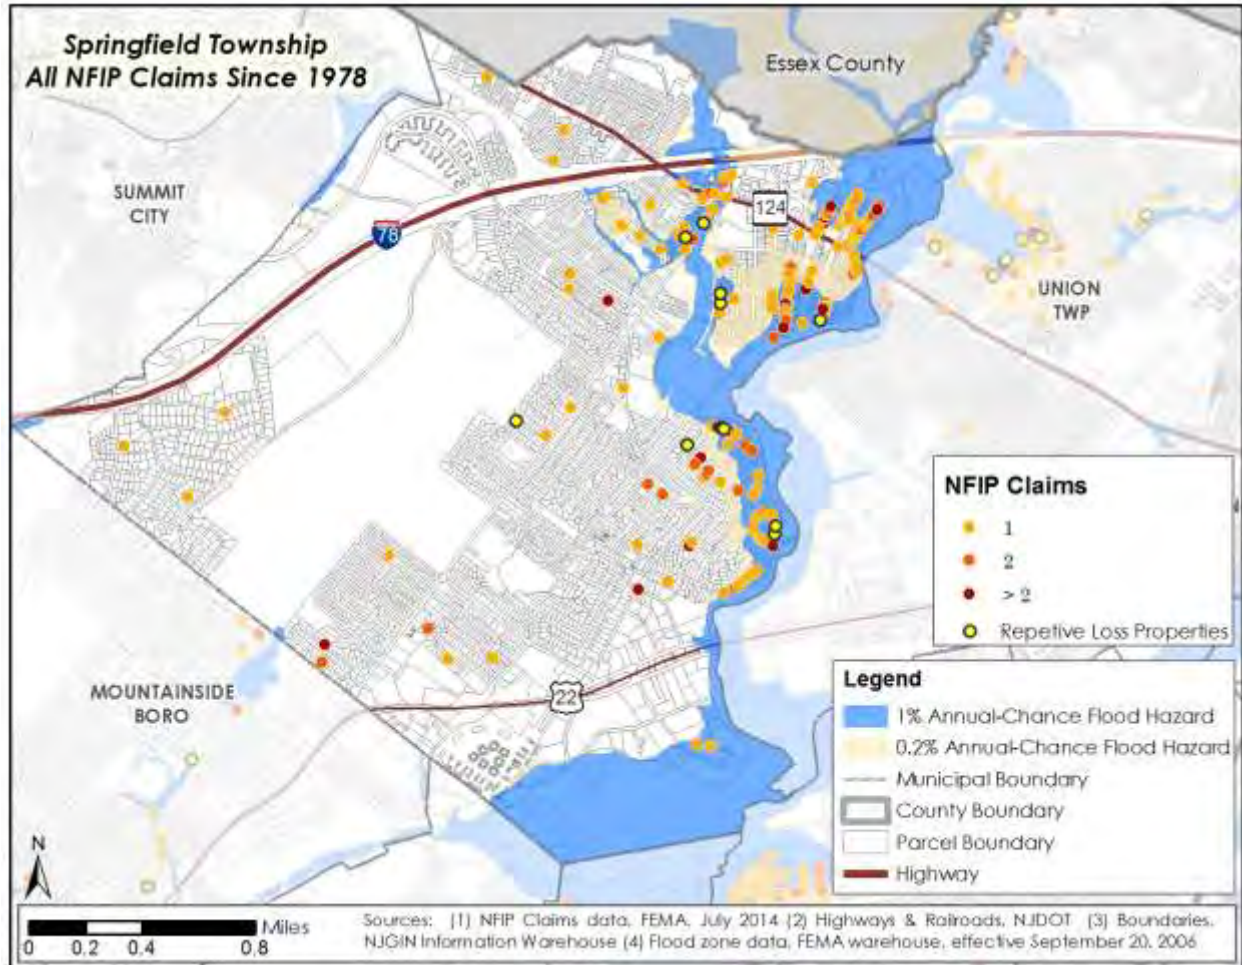 Springfield Township
All NFIP Claims Since 1978
Essex County
SUMMIT
CITY
124
78
UNION
TWP
NFIP Claims
1
2
> 2
Repetive Loss Properties
MOUNTAINSIDE
BORO
22
Legend
1% Annual-Chance Flood Hazard
0.2% Annual-Chance Flood Hazard
Municipal Boundary
County Boundary
Parcel Boundary
Highway
N
Miles
0 0.2 0.4 0.8
Sources: (1) NFIP Claims data, FEMA, July 2014 (2) Highways & Railroads, NJDOT (3) Boundaries,
NJGIN Information Warehouse (4) Flood zone data, FEMA warehouse, effective September 20, 2006